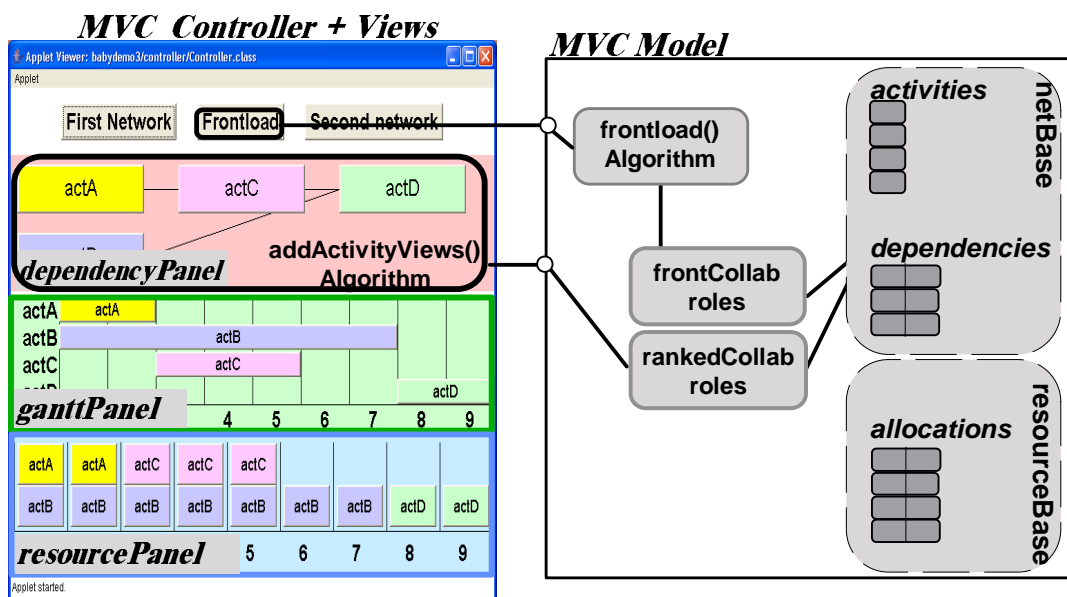 MVC Controller + Views
Applet Viewer: babydemo3/controller/Controller.class
Applet
First Network
Frontload
Second network
actA
actC
actD
dependencyPanel
addActivityViews()
Algorithm
actA
actA
actB
actB
actC
actC
actD
ganttPanel
4 5 6 7 8 9
actA actA actC actC actC
actB actB actB actB actB actB actB actD actD
resourcePanel
5 6 7 8 9
Applet started.
MVC Model
frontload()
Algorithm
frontCollab
roles
rankedCollab
roles
activities
netBase
dependencies
allocations
resourceBase